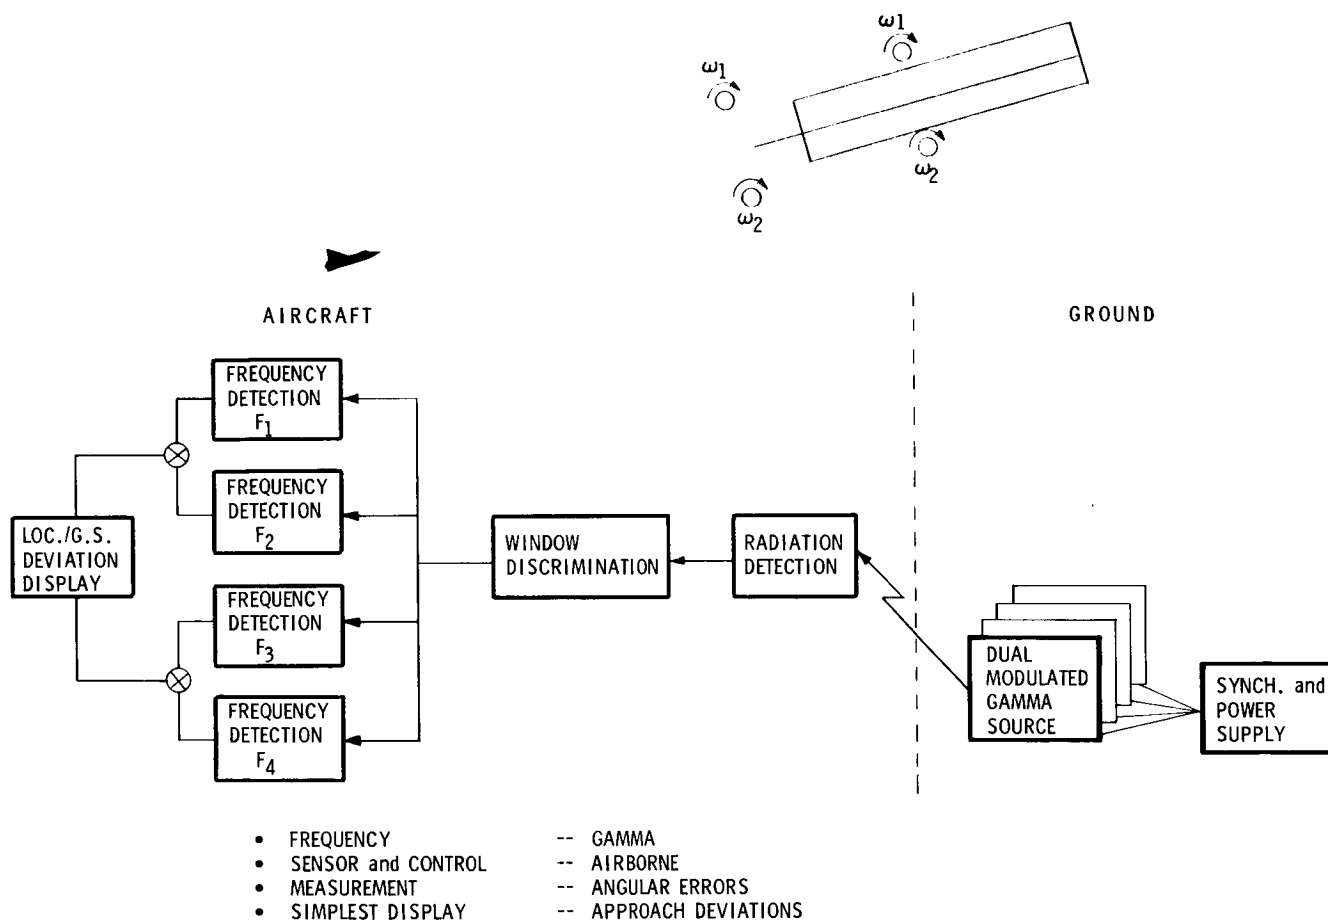 ω1
ω1
ω2
ω2
AIRCRAFT
GROUND
FREQUENCY
DETECTION
F1
FREQUENCY
DETECTION
F2
LOC./G.S.
DEVIATION
DISPLAY
FREQUENCY
DETECTION
F3
FREQUENCY
DETECTION
F4
WINDOW
DISCRIMINATION
RADIATION
DETECTION
DUAL
MODULATED
GAMMA
SOURCE
SYNCH. and
POWER
SUPPLY
• FREQUENCY -- GAMMA
• SENSOR and CONTROL -- AIRBORNE
• MEASUREMENT -- ANGULAR ERRORS
• SIMPLEST DISPLAY -- APPROACH DEVIATIONS